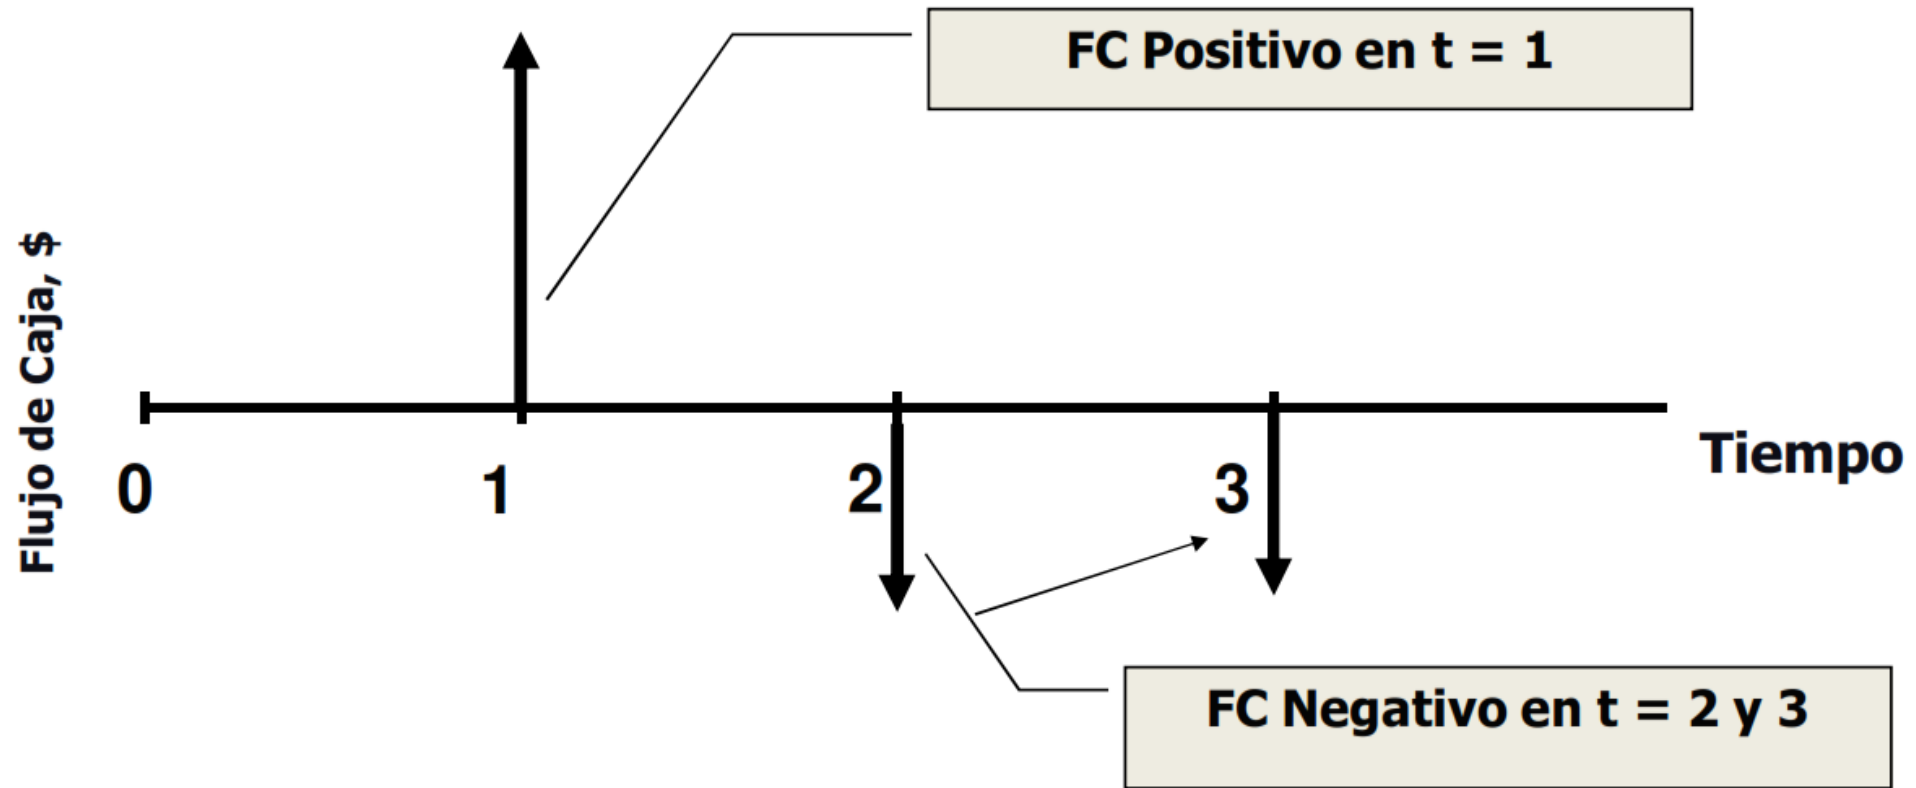 FC Positivo en t = 1
Flujo de Caja, $
0
1
2
3
Tiempo
FC Negativo en t = 2 y 3